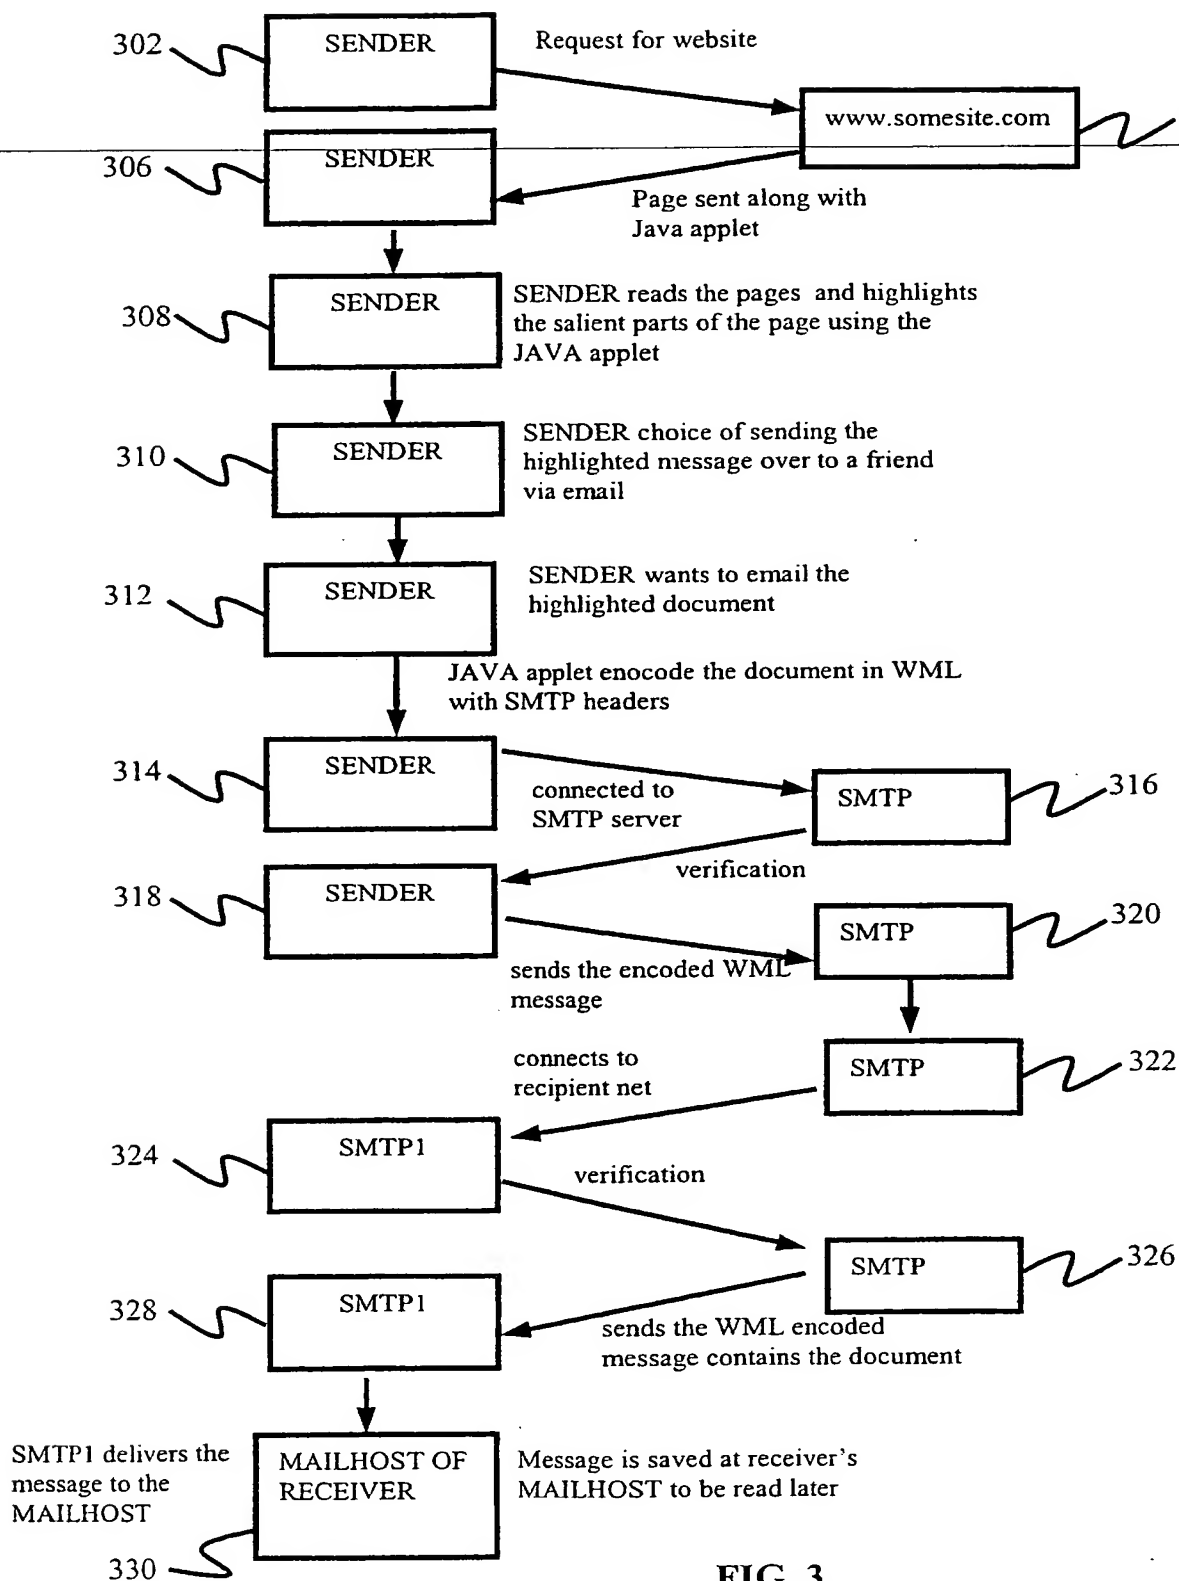 302
SENDER
Request for website
www.somesite.com
306
SENDER
Page sent along with
Java applet
308
SENDER
SENDER reads the pages and highlights
the salient parts of the page using the
JAVA applet
310
SENDER
SENDER choice of sending the
highlighted message over to a friend
via email
312
SENDER
SENDER wants to email the
highlighted document
JAVA applet enocode the document in WML
with SMTP headers
314
SENDER
connected to
SMTP server
SMTP
316
verification
318
SENDER
SMTP
320
sends the encoded WML
message
connects to
recipient net
SMTP
322
324
SMTP1
verification
SMTP
326
328
SMTP1
sends the WML encoded
message contains the document
SMTP1 delivers the
message to the
MAILHOST
MAILHOST OF
RECEIVER
Message is saved at receiver's
MAILHOST to be read later
330
FIG. 3